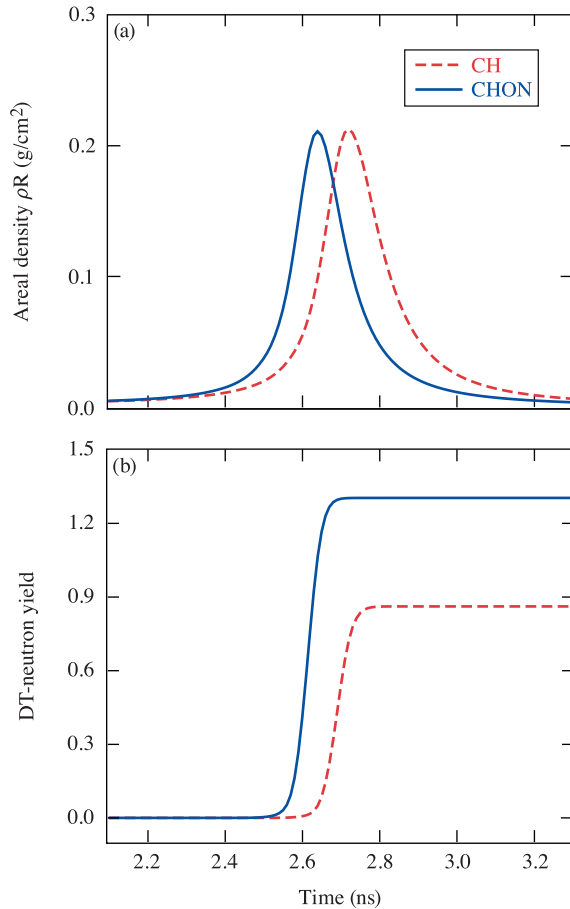 (a)
0.3
0.2
0.1
0.0
Areal density ρR (g/cm²)
CH
CHON
(b)
1.5
1.2
0.9
0.6
0.3
0.0
DT-neutron yield
2.2 2.4 2.6 2.8 3.0 3.2
Time (ns)